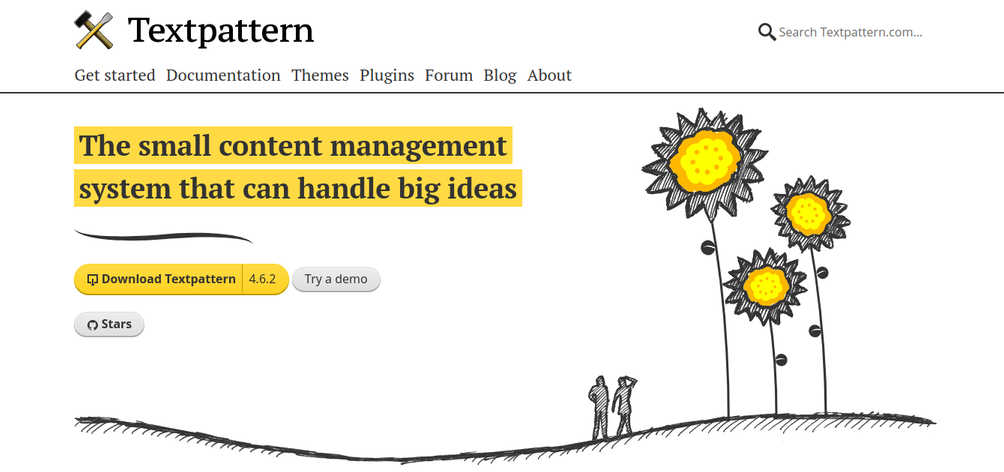 Textpattern
Search Textpattern.com...
Get started Documentation Themes Plugins Forum Blog About
The small content management
system that can handle big ideas
Download Textpattern 4.6.2 Try a demo
Stars